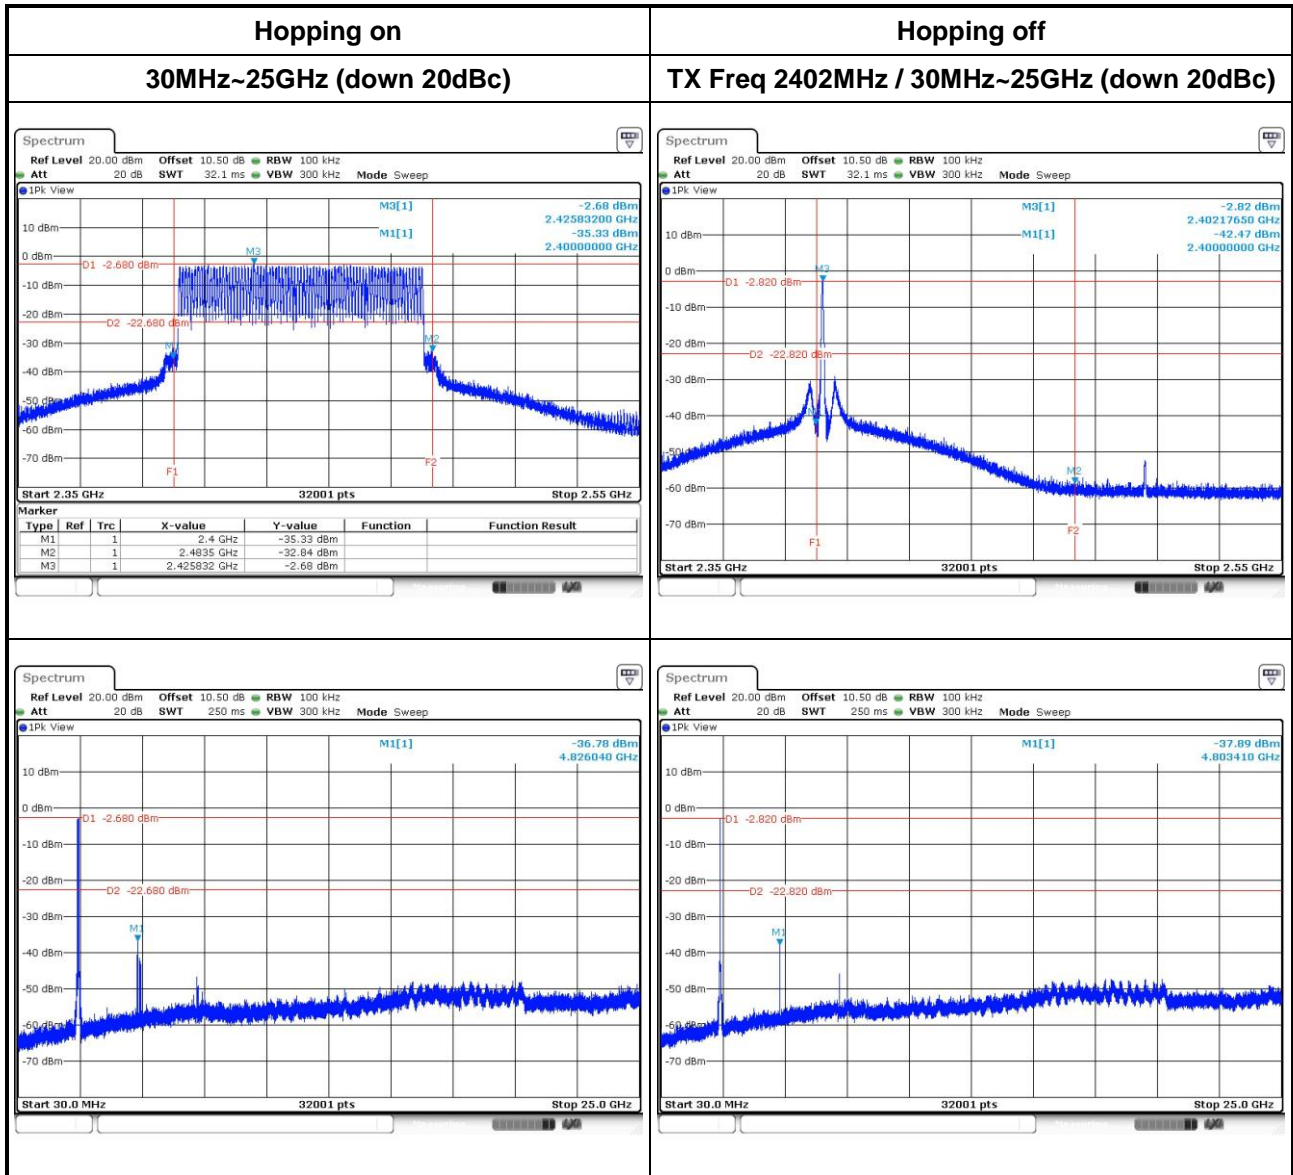 Hopping on
Hopping off
30MHz~25GHz (down 20dBc)
TX Freq 2402MHz / 30MHz~25GHz (down 20dBc)
Spectrum
Ref Level 20.00 dBm Offset 10.50 dB RBW 100 kHz
Att 20 dB SWT 32.1 ms VBW 300 kHz Mode Sweep
1Pk View
M3[1] -2.68 dBm
2.42583200 GHz
10 dBm
M1[1] -35.33 dBm
2.40000000 GHz
0 dBm
M3
D1 -2.680 dBm
-10 dBm
-20 dBm
D2 -22.680 dBm
-30 dBm
M2
-40 dBm
-50 dBm
-60 dBm
-70 dBm
F1
F2
Start 2.35 GHz 32001 pts Stop 2.55 GHz
Marker
Type Ref Trc X-value Y-value Function Function Result
M1 1 2.4 GHz -35.33 dBm
M2 1 2.4835 GHz -32.84 dBm
M3 1 2.425832 GHz -2.68 dBm
Spectrum
Ref Level 20.00 dBm Offset 10.50 dB RBW 100 kHz
Att 20 dB SWT 32.1 ms VBW 300 kHz Mode Sweep
1Pk View
M3[1] -2.82 dBm
2.40217650 GHz
10 dBm
M1[1] -42.47 dBm
2.40000000 GHz
0 dBm
M3
D1 -2.820 dBm
-10 dBm
-20 dBm
D2 -22.820 dBm
-30 dBm
-40 dBm
-50 dBm
M2
-60 dBm
-70 dBm
F1
F2
Start 2.35 GHz 32001 pts Stop 2.55 GHz
Spectrum
Ref Level 20.00 dBm Offset 10.50 dB RBW 100 kHz
Att 20 dB SWT 250 ms VBW 300 kHz Mode Sweep
1Pk View
M1[1] -36.78 dBm
4.826040 GHz
10 dBm
0 dBm
D1 -2.680 dBm
-10 dBm
-20 dBm
D2 -22.680 dBm
-30 dBm
M1
-40 dBm
-50 dBm
-60 dBm
-70 dBm
Start 30.0 MHz 32001 pts Stop 25.0 GHz
Spectrum
Ref Level 20.00 dBm Offset 10.50 dB RBW 100 kHz
Att 20 dB SWT 250 ms VBW 300 kHz Mode Sweep
1Pk View
M1[1] -37.89 dBm
4.803410 GHz
10 dBm
0 dBm
D1 -2.820 dBm
-10 dBm
-20 dBm
D2 -22.820 dBm
-30 dBm
M1
-40 dBm
-50 dBm
-60 dBm
-70 dBm
Start 30.0 MHz 32001 pts Stop 25.0 GHz